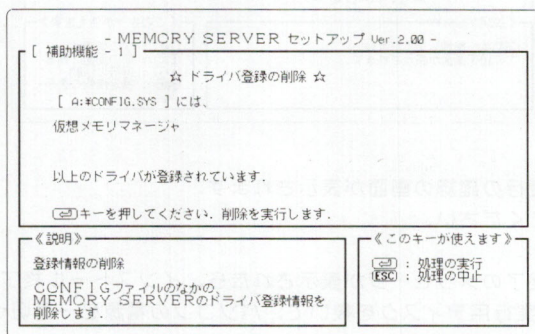 - MEMORY SERVER セットアップ Ver.2.00 -
[ 補助機能 - 1 ]
☆ ドライバ登録の削除 ☆
[ A:¥CONFIG.SYS ] には、
仮想メモリマネージャ
以上のドライバが登録されています.
キーを押してください. 削除を実行します.
《説明》
登録情報の削除
CONFIGファイルのなかの、
MEMORY SERVERのドライバ登録情報を
削除します.
《このキーが使えます》
: 処理の実行
ESC : 処理の中止